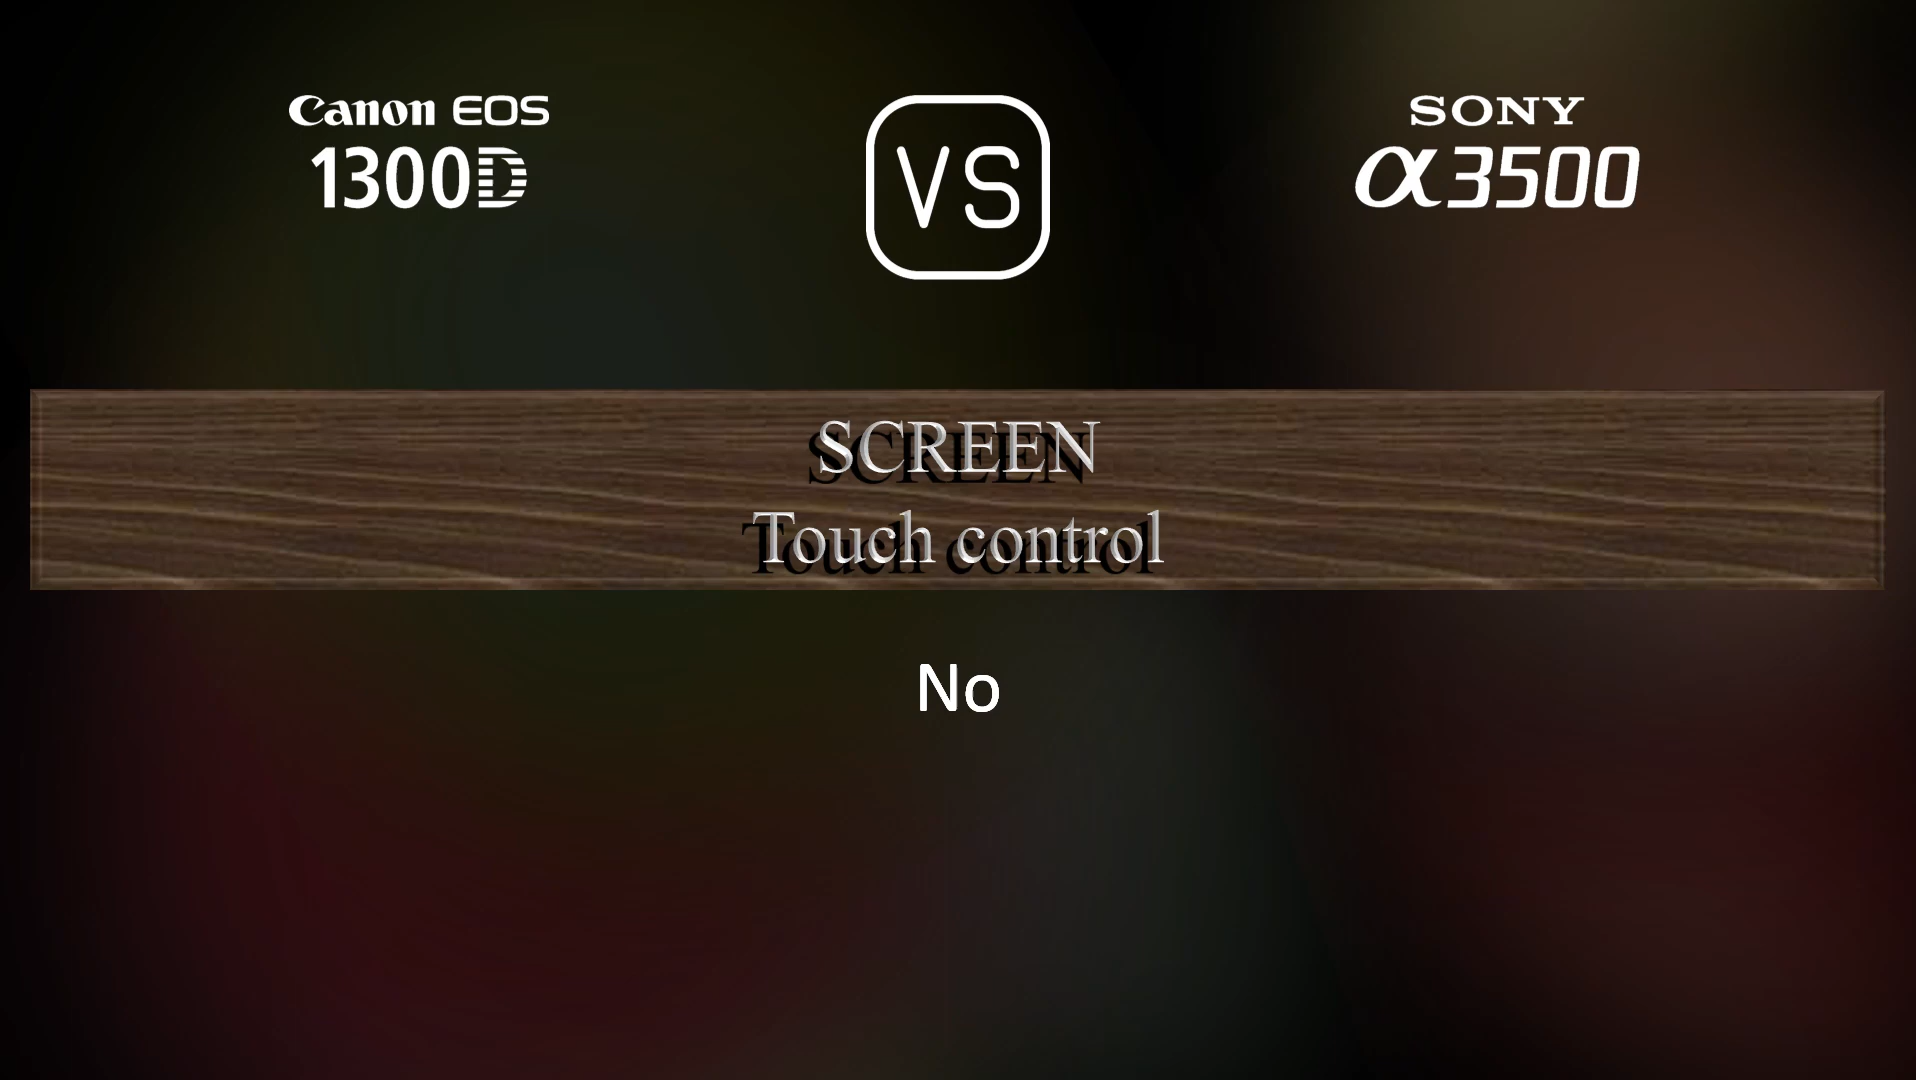 Canon EOS
1300D
VS
SONY
α3500
SCREEN
Touch control
No